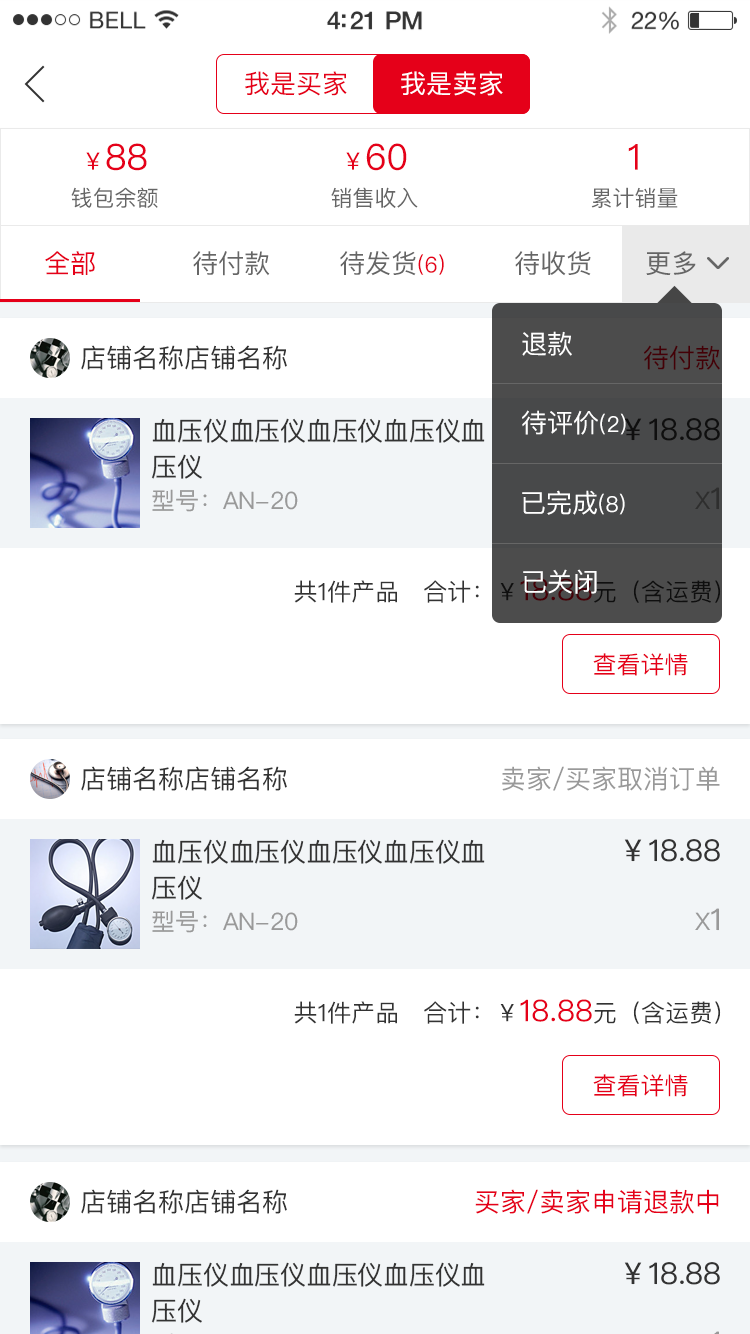 BELL 4:21 PM 22%
我是买家 我是卖家
¥88 ¥60 1
钱包余额 销售收入 累计销量
全部 待付款 待发货(6) 待收货 更多
退款
待评价(2)
已完成(8)
已关闭
店铺名称店铺名称 待付款
血压仪血压仪血压仪血压仪血 ¥18.88
压仪
型号：AN-20 X1
共1件产品 合计：¥18.88元（含运费)
查看详情
店铺名称店铺名称 卖家/买家取消订单
血压仪血压仪血压仪血压仪血 ¥18.88
压仪
型号：AN-20 X1
共1件产品 合计：¥18.88元（含运费)
查看详情
店铺名称店铺名称 买家/卖家申请退款中
血压仪血压仪血压仪血压仪血 ¥18.88
压仪